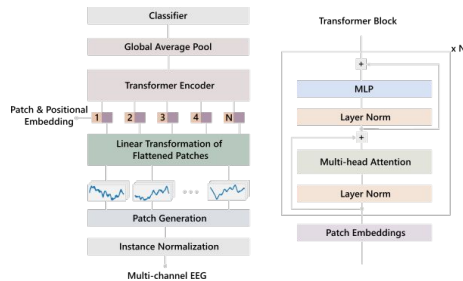 Classifier
Global Average Pool
Transformer Encoder
Patch & Positional
Embedding
1 2 3 4 N
Linear Transformation of
Flattened Patches
Patch Generation
Instance Normalization
Multi-channel EEG
Transformer Block
x N
+
MLP
Layer Norm
+
Multi-head Attention
Layer Norm
Patch Embeddings